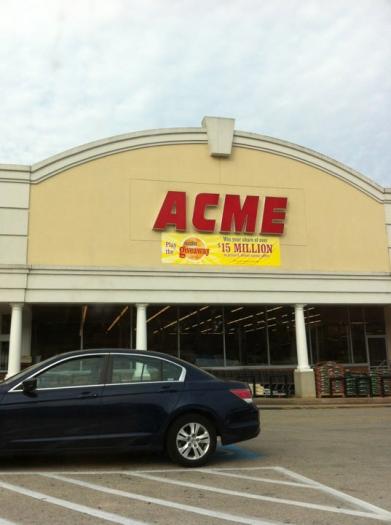 ACME
Play
the
giveaway
Win your share of over
$15 MILLION